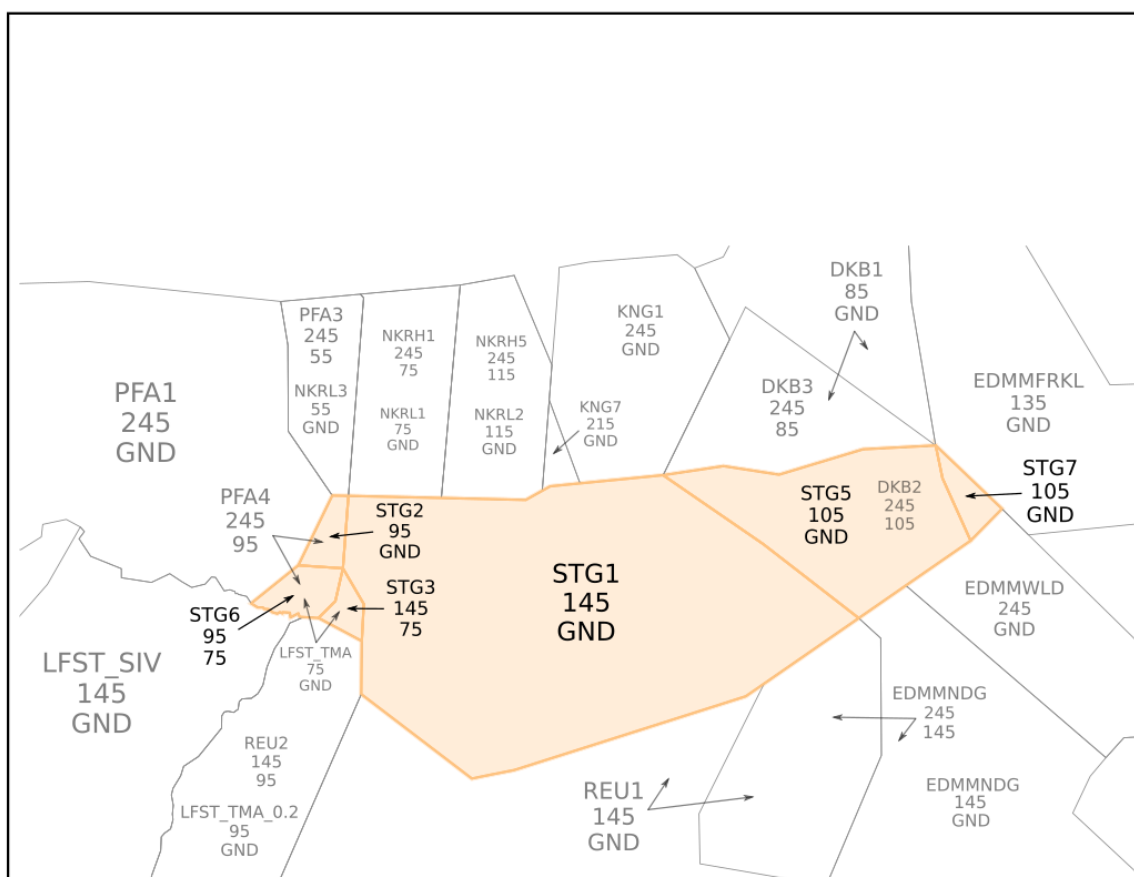 DKB1
85
GND
PFA3
245
55
KNG1
245
GND
NKRH1
245
75
NKRH5
245
115
PFA1
245
GND
NKRL3
55
GND
DKB3
245
85
EDMMFRKL
135
GND
NKRL1
75
GND
NKRL2
115
GND
KNG7
215
GND
STG7
105
GND
PFA4
245
95
STG2
95
GND
STG5
105
GND
DKB2
245
105
STG1
145
GND
STG3
145
75
EDMMWLD
245
GND
STG6
95
75
LFST_TMA
75
GND
LFST_SIV
145
GND
EDMMNDG
245
145
REU2
145
95
REU1
145
GND
EDMMNDG
145
GND
LFST_TMA_0.2
95
GND